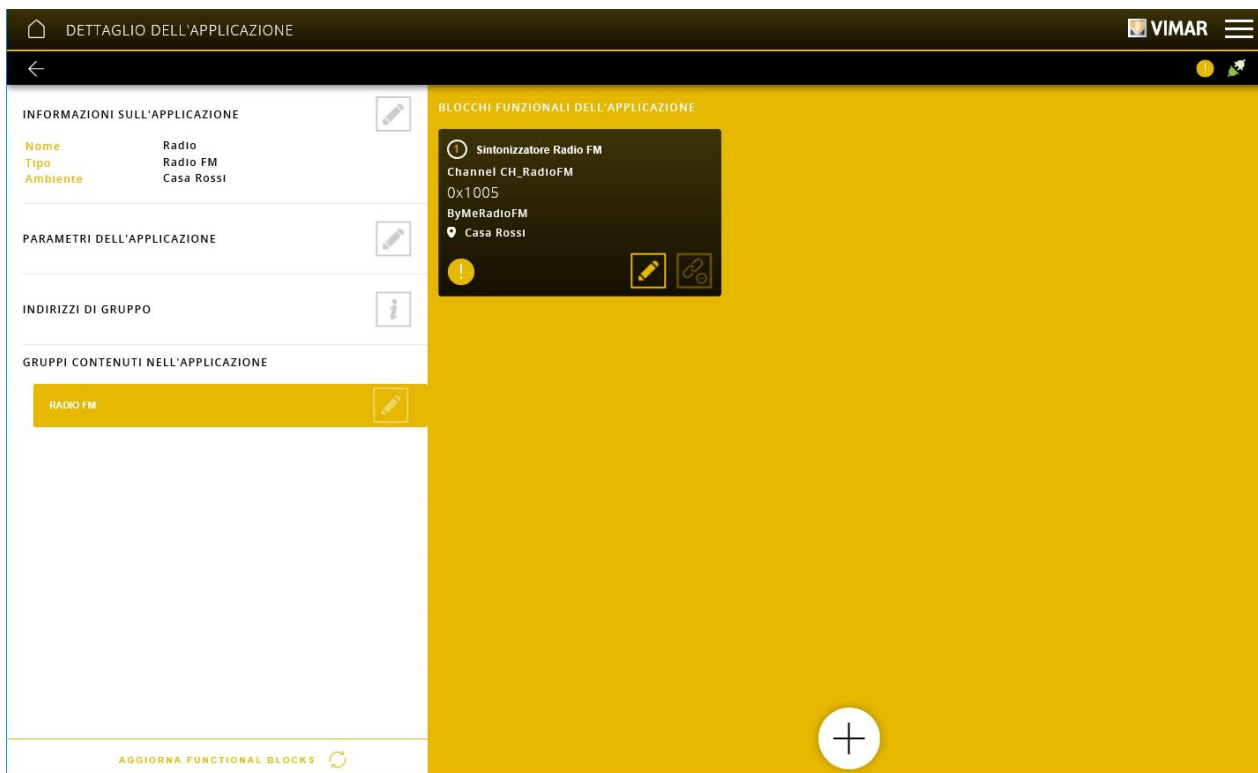 DETTAGLIO DELL'APPLICAZIONE
VIMAR
INFORMAZIONI SULL'APPLICAZIONE
Nome Radio
Tipo Radio FM
Ambiente Casa Rossi
PARAMETRI DELL'APPLICAZIONE
INDIRIZZI DI GRUPPO
GRUPPI CONTENUTI NELL'APPLICAZIONE
RADIO FM
AGGIORNA FUNCTIONAL BLOCKS
BLOCCHI FUNZIONALI DELL'APPLICAZIONE
1 Sintonizzatore Radio FM
Channel CH_RadioFM
0x1005
ByMeRadioFM
Casa Rossi